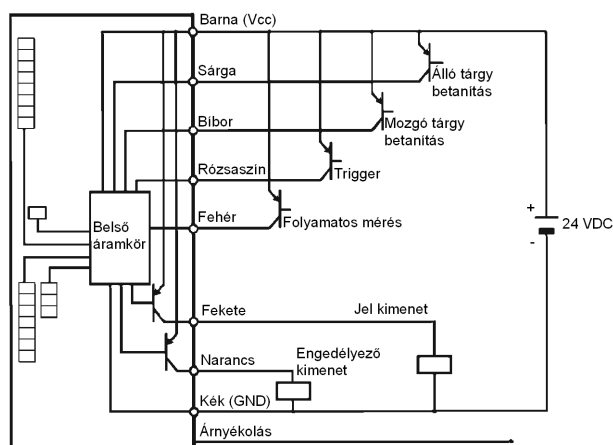 Barna (Vcc)
Sárga
Álló tárgy
betanítás
Bíbor
Mozgó tárgy
betanítás
Rózsaszín
Trigger
Fehér
Folyamatos mérés
Belső
áramkör
+
24 VDC
-
Fekete
Jel kimenet
Narancs
Engedélyező
kimenet
Kék (GND)
Árnyékolás